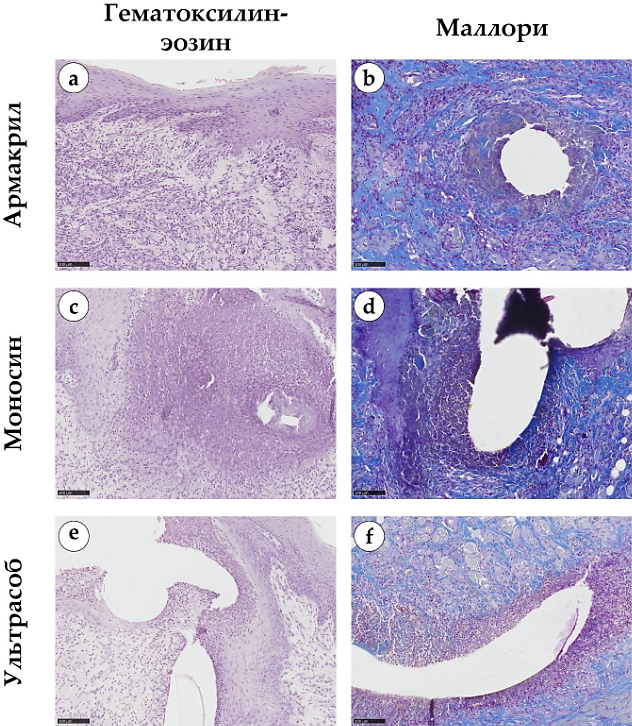 Гематоксилин-
эозин
Маллори
Армакрил
a
b
Моносин
c
d
Ультрасоб
e
f